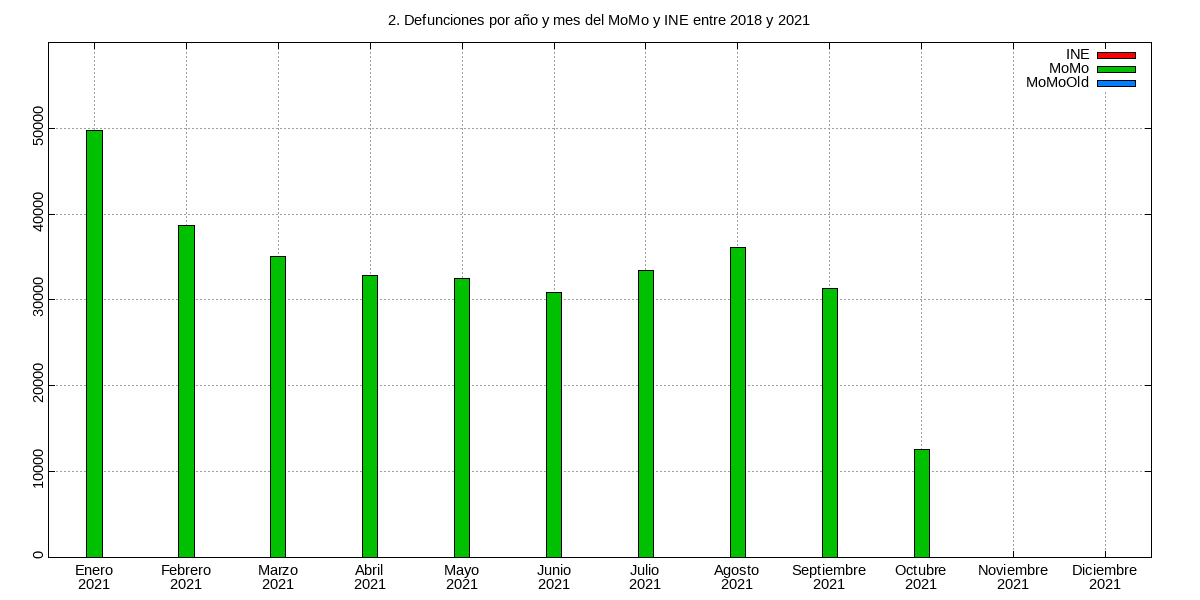 2. Defunciones por año y mes del MoMo y INE entre 2018 y 2021
INE
MoMo
MoMoOld
50000
40000
30000
20000
10000
0
Enero Febrero Marzo Abril Mayo Junio Julio Agosto Septiembre Octubre Noviembre Diciembre
2021 2021 2021 2021 2021 2021 2021 2021 2021 2021 2021 2021